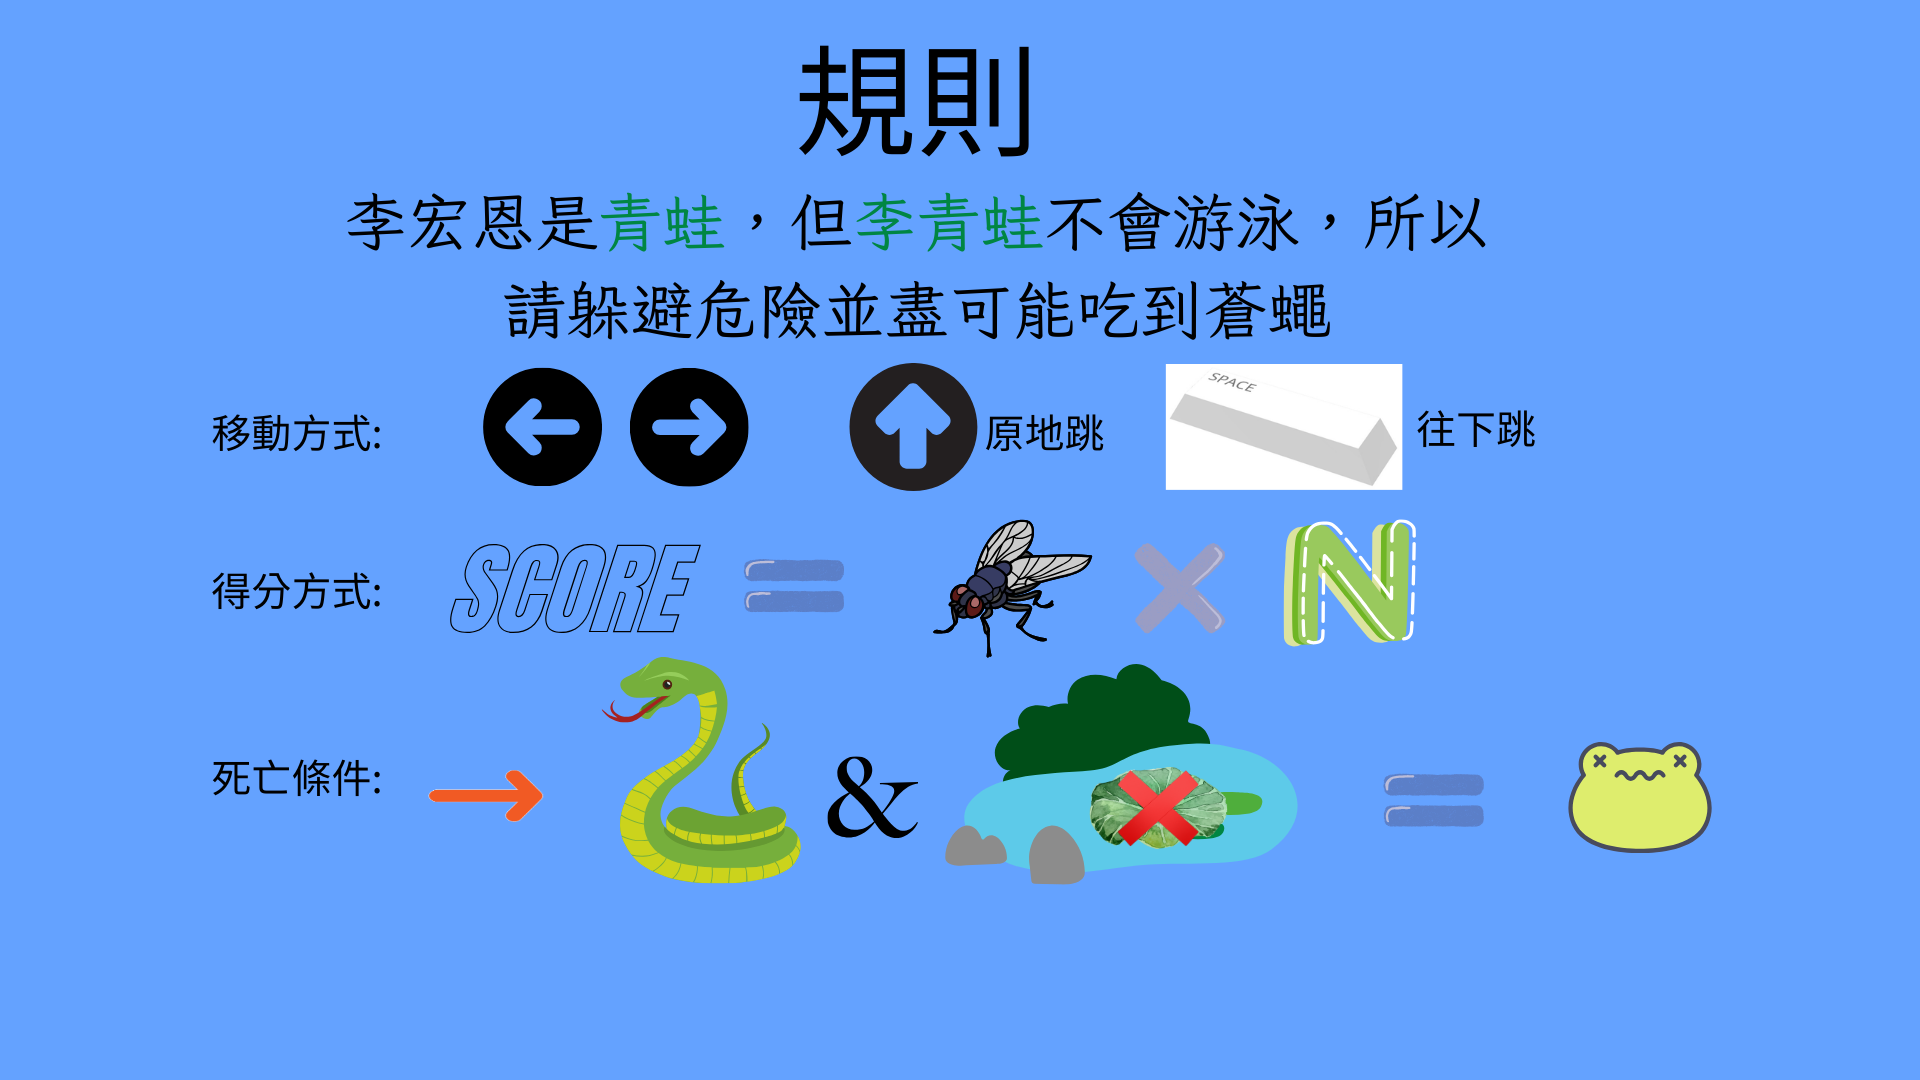 規則
李宏恩是青蛙，但李青蛙不會游泳，所以
請躲避危險並盡可能吃到蒼蠅
移動方式: 原地跳 SPACE 往下跳
得分方式: SCORE = × N
死亡條件: & =